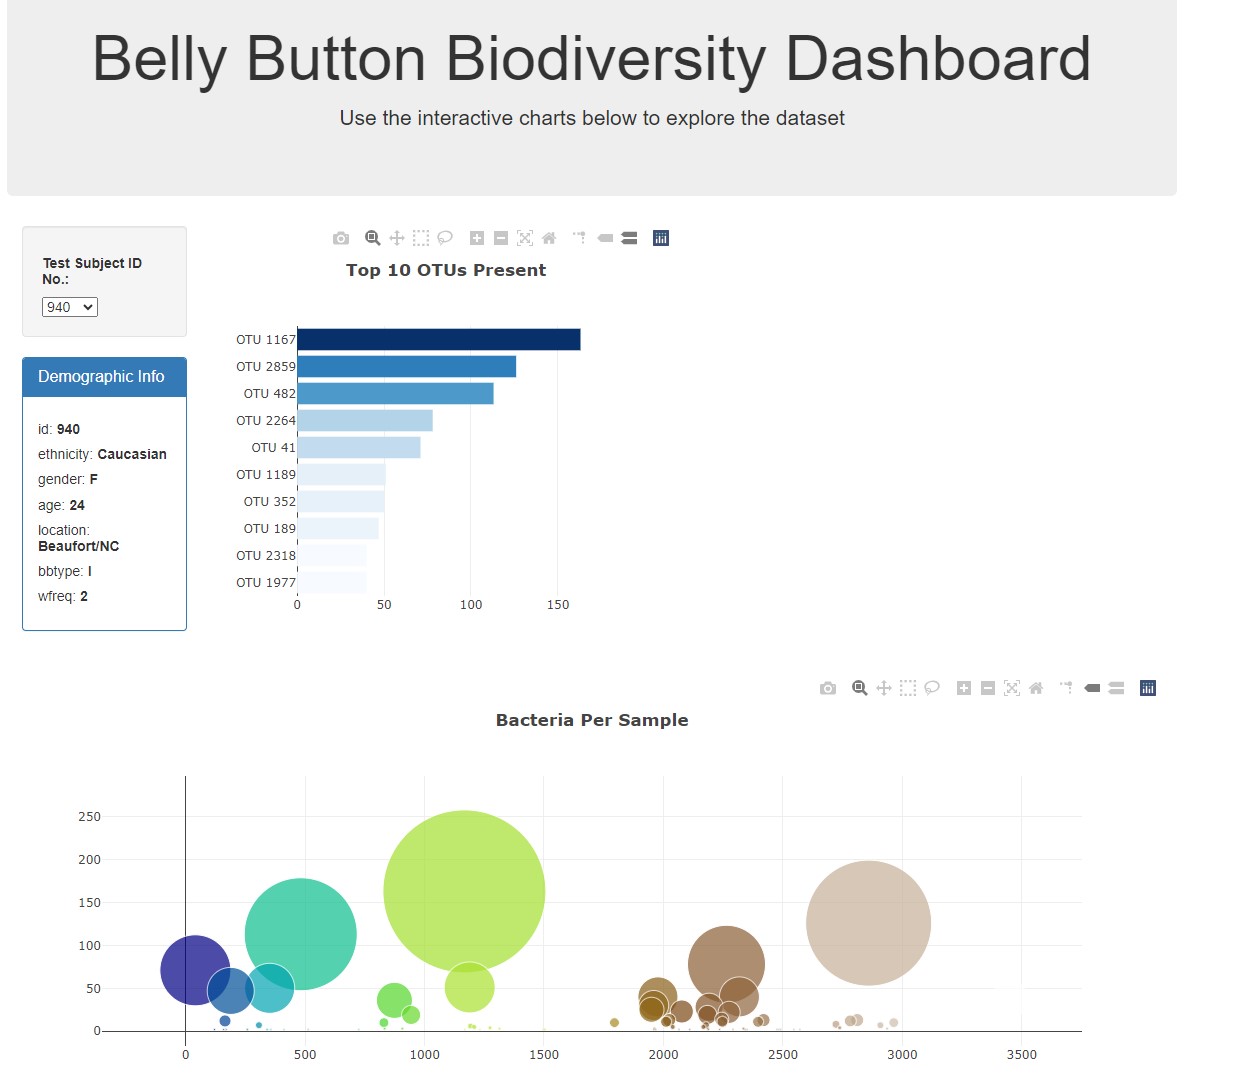 Belly Button Biodiversity Dashboard
Use the interactive charts below to explore the dataset
Test Subject ID
No.:
940
Demographic Info
id: 940
ethnicity: Caucasian
gender: F
age: 24
location:
Beaufort/NC
bbtype: I
wfreq: 2
Top 10 OTUs Present
OTU 1167
OTU 2859
OTU 482
OTU 2264
OTU 41
OTU 1189
OTU 352
OTU 189
OTU 2318
OTU 1977
0 50 100 150
Bacteria Per Sample
250
200
150
100
50
0
0 500 1000 1500 2000 2500 3000 3500